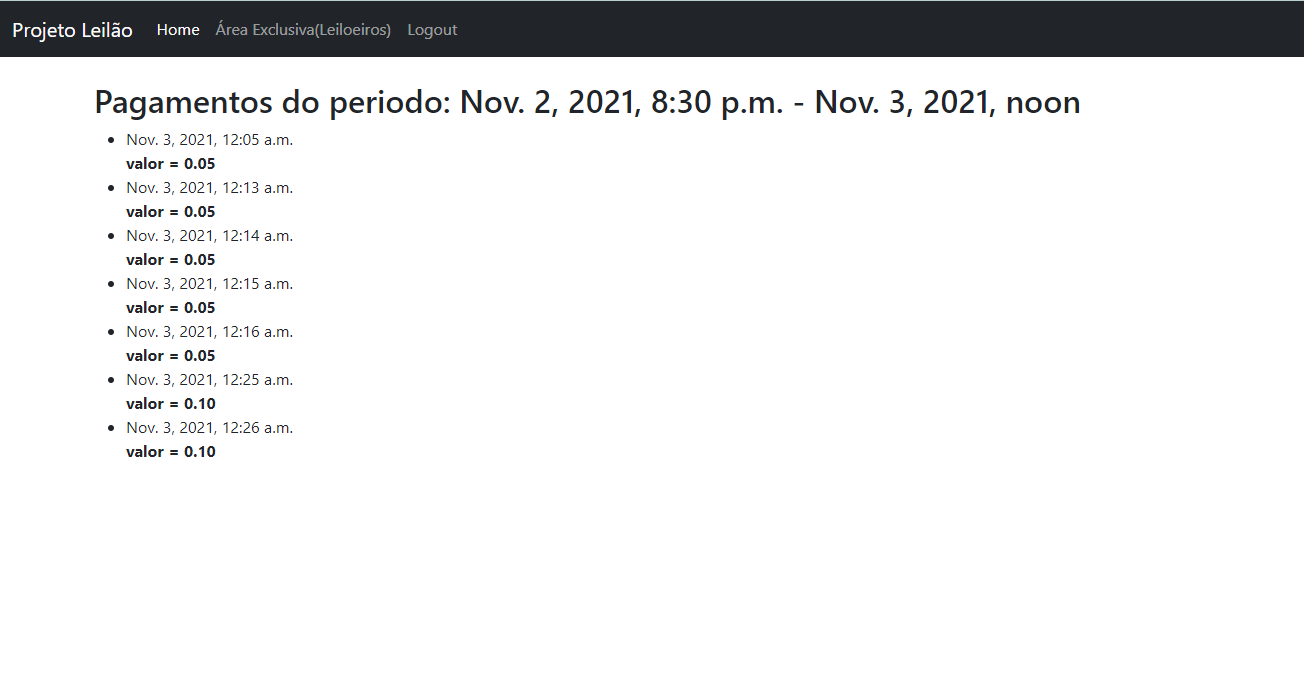 Projeto Leilão Home Área Exclusiva(Leiloeiros) Logout
Pagamentos do periodo: Nov. 2, 2021, 8:30 p.m. - Nov. 3, 2021, noon
Nov. 3, 2021, 12:05 a.m.
valor = 0.05
Nov. 3, 2021, 12:13 a.m.
valor = 0.05
Nov. 3, 2021, 12:14 a.m.
valor = 0.05
Nov. 3, 2021, 12:15 a.m.
valor = 0.05
Nov. 3, 2021, 12:16 a.m.
valor = 0.05
Nov. 3, 2021, 12:25 a.m.
valor = 0.10
Nov. 3, 2021, 12:26 a.m.
valor = 0.10